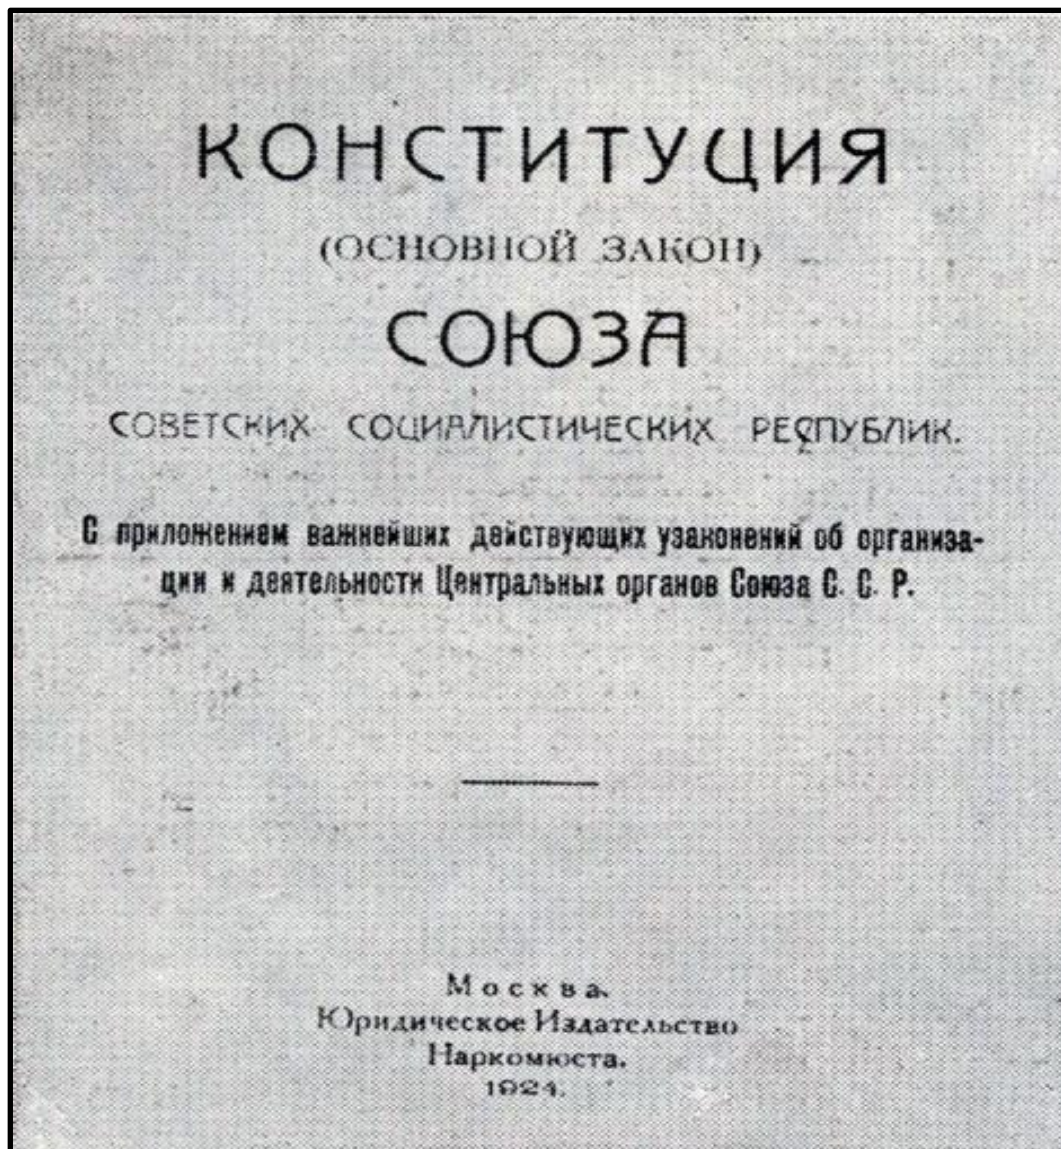 КОНСТИТУЦИЯ
(ОСНОВНОЙ ЗАКОН)
СОЮЗА
СОВЕТСКИХ СОЦИАЛИСТИЧЕСКИХ РЕСПУБЛИК.
С приложением важнейших действующих узаконений об организа-
ции и деятельности Центральных органов Союза С. С. Р.
Москва.
Юридическое Издательство
Наркомюста.
1924.